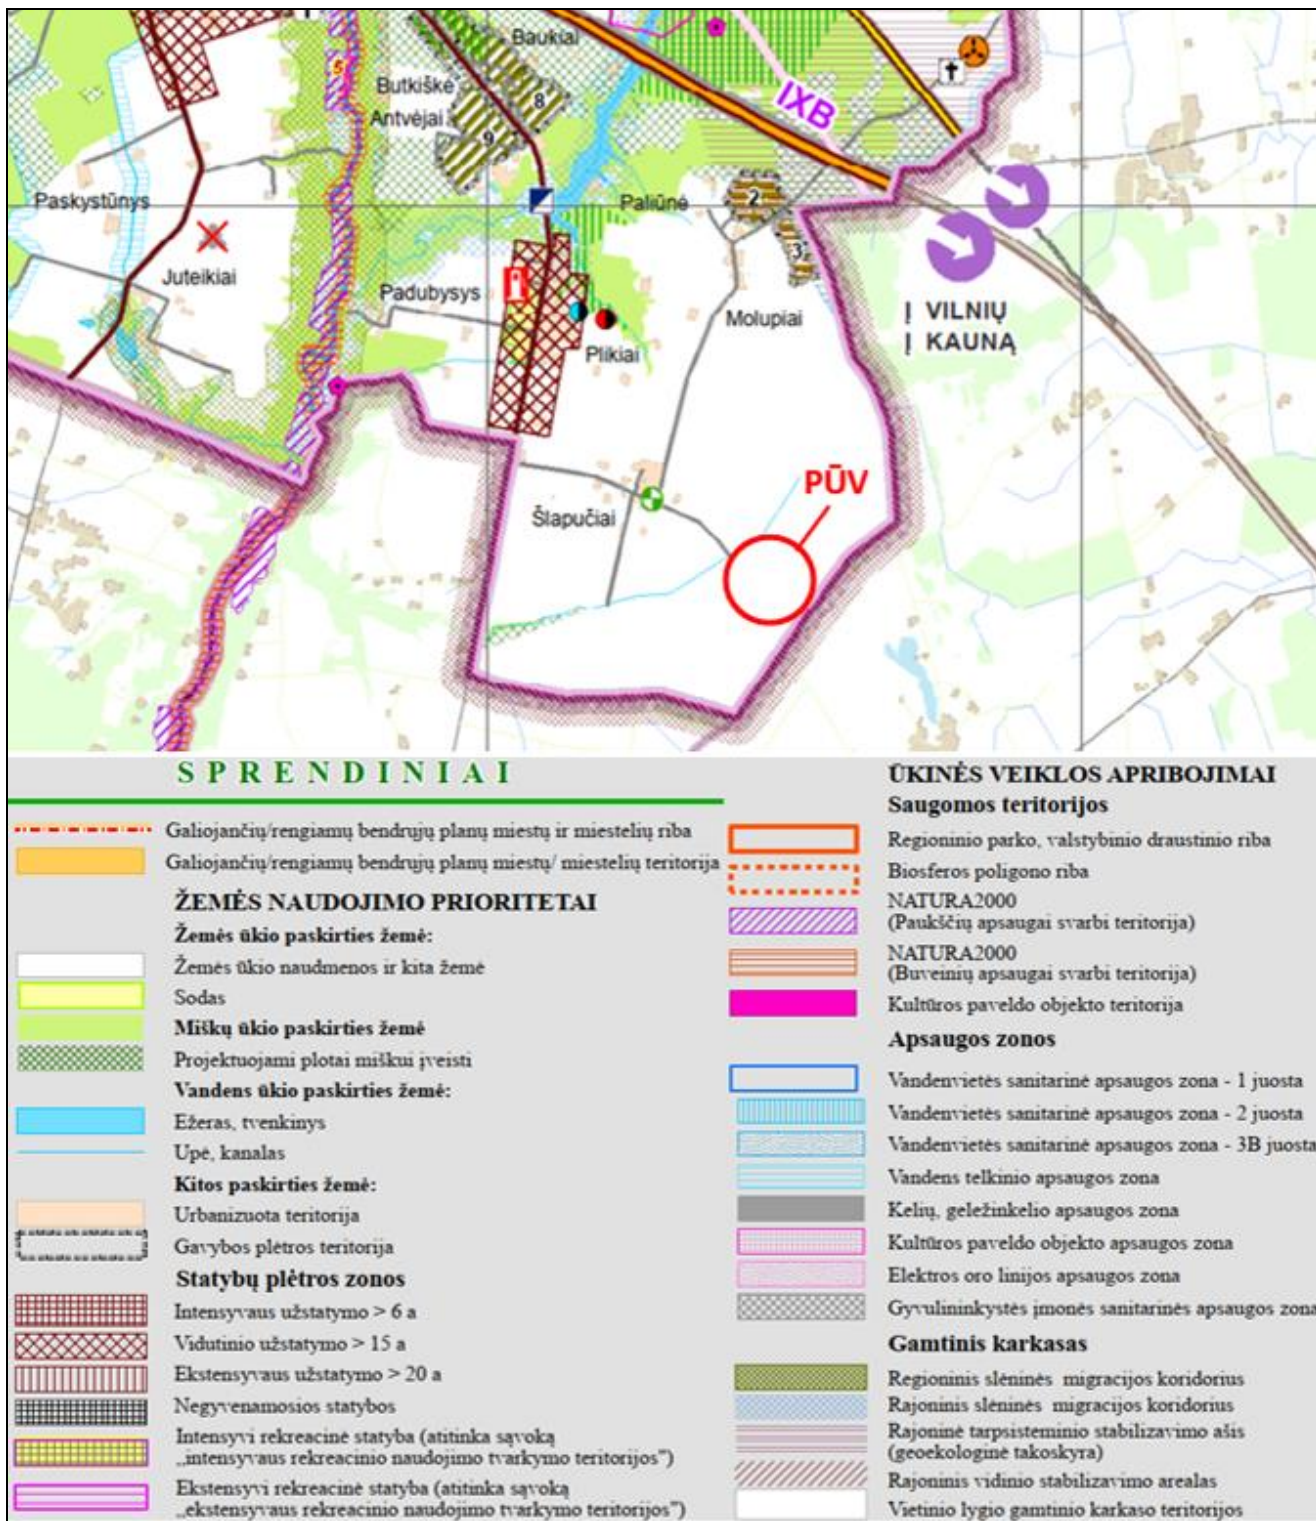 Baukiai
5
IXB
Butkiškė
8
Antvėjai
9
Paskystūnys
Paliūnė
2
3
Juteikiai
Padubysys
Molupiai
Į VILNIŲ
Į KAUNĄ
Plikiai
PŪV
Šlapučiai
SPRENDINIAI
Galiojančių/rengiamų bendrųjų planų miestų ir miestelių riba
Galiojančių/rengiamų bendrųjų planų miestų/ miestelių teritorija
ŽEMĖS NAUDOJIMO PRIORITETAI
Žemės ūkio paskirties žemė:
Žemės ūkio naudmenos ir kita žemė
Sodas
Miškų ūkio paskirties žemė
Projektuojami plotai miškui įveisti
Vandens ūkio paskirties žemė:
Ežeras, tvenkinys
Upė, kanalas
Kitos paskirties žemė:
Urbanizuota teritorija
Gavybos plėtros teritorija
Statybų plėtros zonos
Intensyvaus užstatymo > 6 a
Vidutinio užstatymo > 15 a
Ekstensyvaus užstatymo > 20 a
Negyvenamosios statybos
Intensyvi rekreacinė statyba (atitinka sąvoką
„intensyvaus rekreacinio naudojimo tvarkymo teritorijos")
Ekstensyvi rekreacinė statyba (atitinka sąvoką
„ekstensyvaus rekreacinio naudojimo tvarkymo teritorijos")
ŪKINĖS VEIKLOS APRIBOJIMAI
Saugomos teritorijos
Regioninio parko, valstybinio draustinio riba
Biosferos poligono riba
NATURA2000
(Paukščių apsaugai svarbi teritorija)
NATURA2000
(Buveinių apsaugai svarbi teritorija)
Kultūros paveldo objekto teritorija
Apsaugos zonos
Vandenvietės sanitarinė apsaugos zona - 1 juosta
Vandenvietės sanitarinė apsaugos zona - 2 juosta
Vandenvietės sanitarinė apsaugos zona - 3B juosta
Vandens telkinio apsaugos zona
Kelių, geležinkelio apsaugos zona
Kultūros paveldo objekto apsaugos zona
Elektros oro linijos apsaugos zona
Gyvulininkystės įmonės sanitarinės apsaugos zona
Gamtinis karkasas
Regioninis slėninės migracijos koridorius
Rajoninis slėninės migracijos koridorius
Rajoninė tarpsisteminio stabilizavimo ašis
(geoekologinė takoskyra)
Rajoninis vidinio stabilizavimo arealas
Vietinio lygio gamtinio karkaso teritorijos